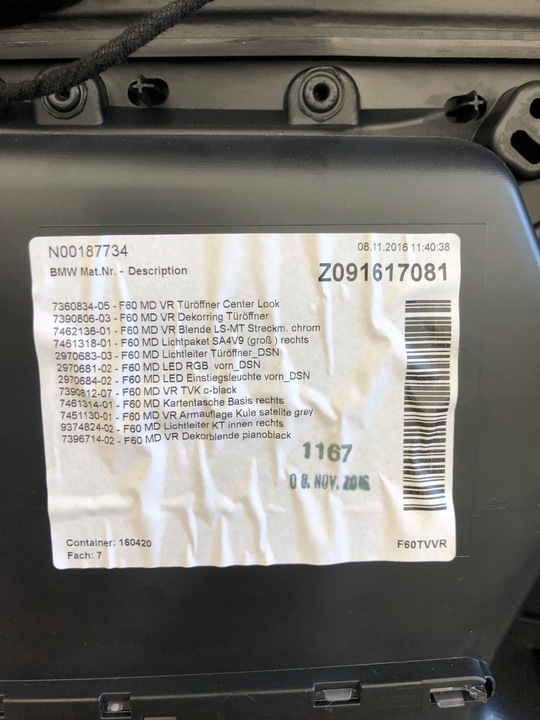 N00187734
08.11.2016 11:40:38
BMW Mat.Nr. - Description
Z091617081
7360834-05 - F60 MD VR Türöffner Center Look
7390806-03 - F60 MD VR Dekorring Türöffner
7462136-01 - F60 MD VR Blende LS-MT Streckm. chrom
7461318-01 - F60 MD Lichtpaket SA4V9 (groß ) rechts
2970683-03 - F60 MD Lichtleiter Türöffner_DSN
2970681-02 - F60 MD LED RGB vorn_DSN
2970684-02 - F60 MD LED Einstiegsleuchte vorn_DSN
7390812-07 - F60 MD VR TVK c-black
7461314-01 - F60 MD Kartentasche Basis rechts
7451130-01 - F60 MD VR Armauflage Kule satelite grey
9374824-02 - F60 MD Lichtleiter KT innen rechts
7396714-02 - F60 MD VR Dekorblende pianoblack
1167
08. NOV. 2016
Container: 160420
Fach: 7
F60TVVR